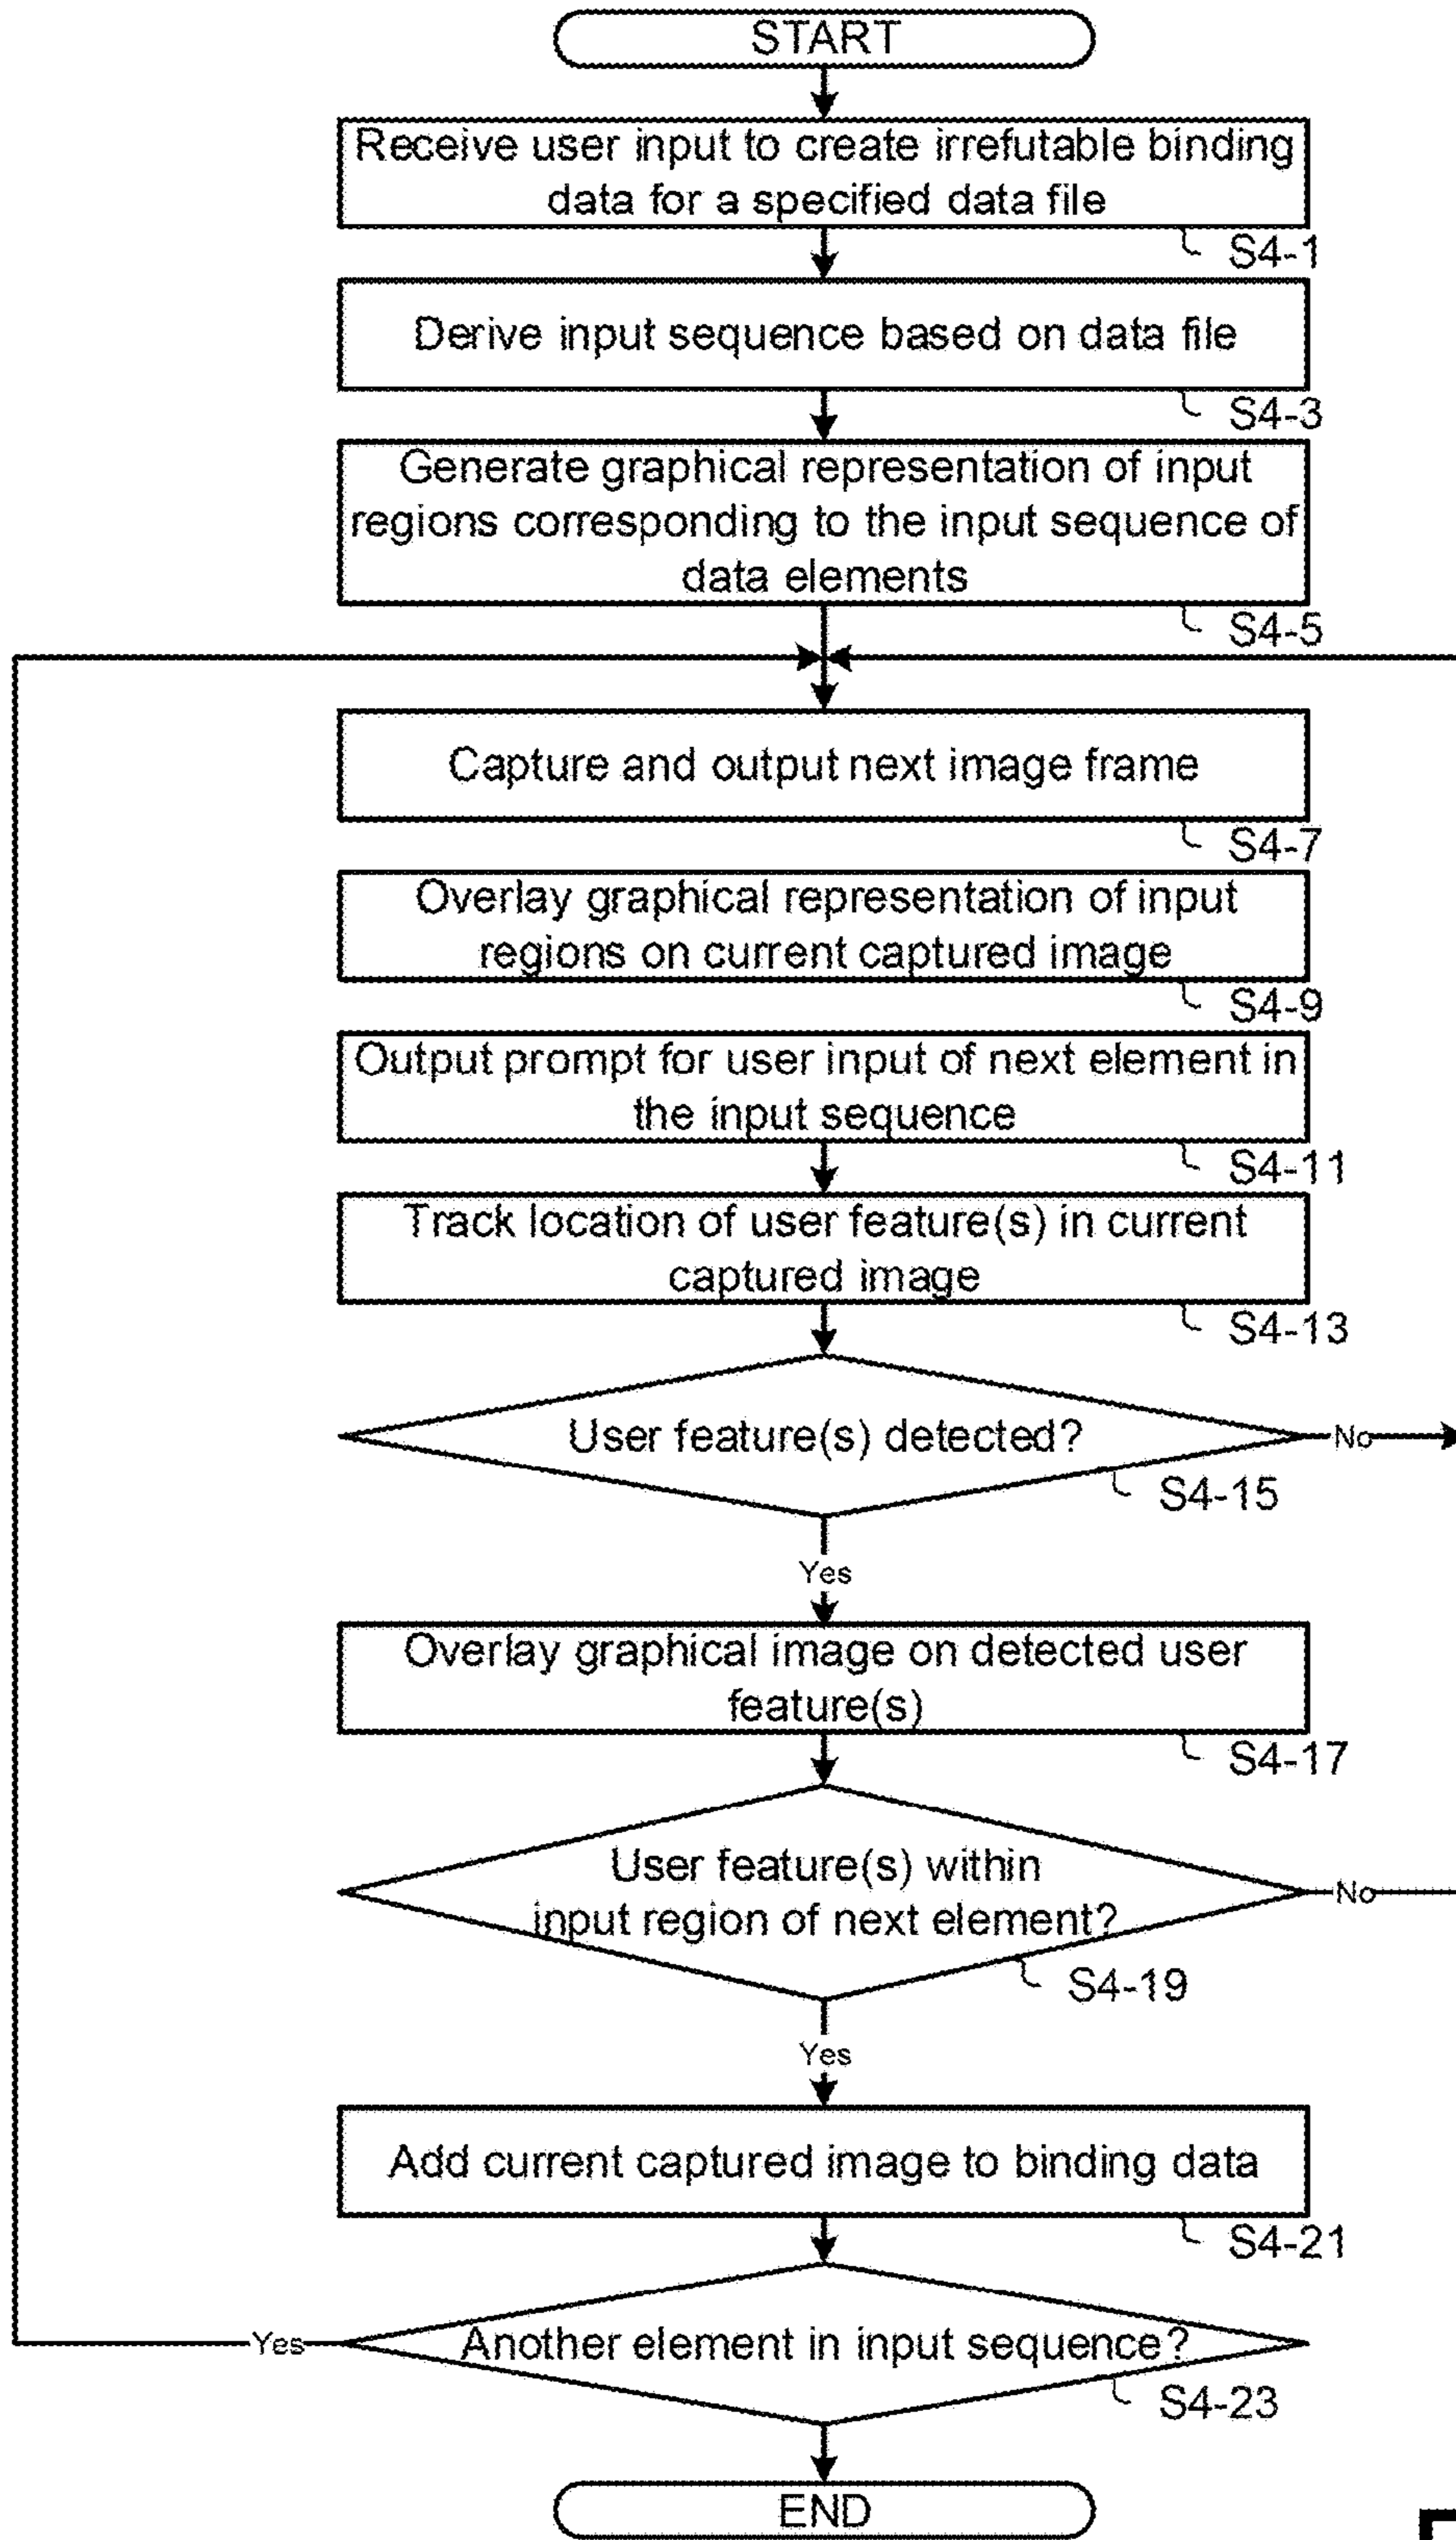 START
Receive user input to create irrefutable binding
data for a specified data file
S4-1
Derive input sequence based on data file
S4-3
Generate graphical representation of input
regions corresponding to the input sequence of
data elements
S4-5
Capture and output next image frame
S4-7
Overlay graphical representation of input
regions on current captured image
S4-9
Output prompt for user input of next element in
the input sequence
S4-11
Track location of user feature(s) in current
captured image
S4-13
User feature(s) detected?
No
S4-15
Yes
Overlay graphical image on detected user
feature(s)
S4-17
User feature(s) within
input region of next element?
No
S4-19
Yes
Add current captured image to binding data
S4-21
Yes
Another element in input sequence?
S4-23
END